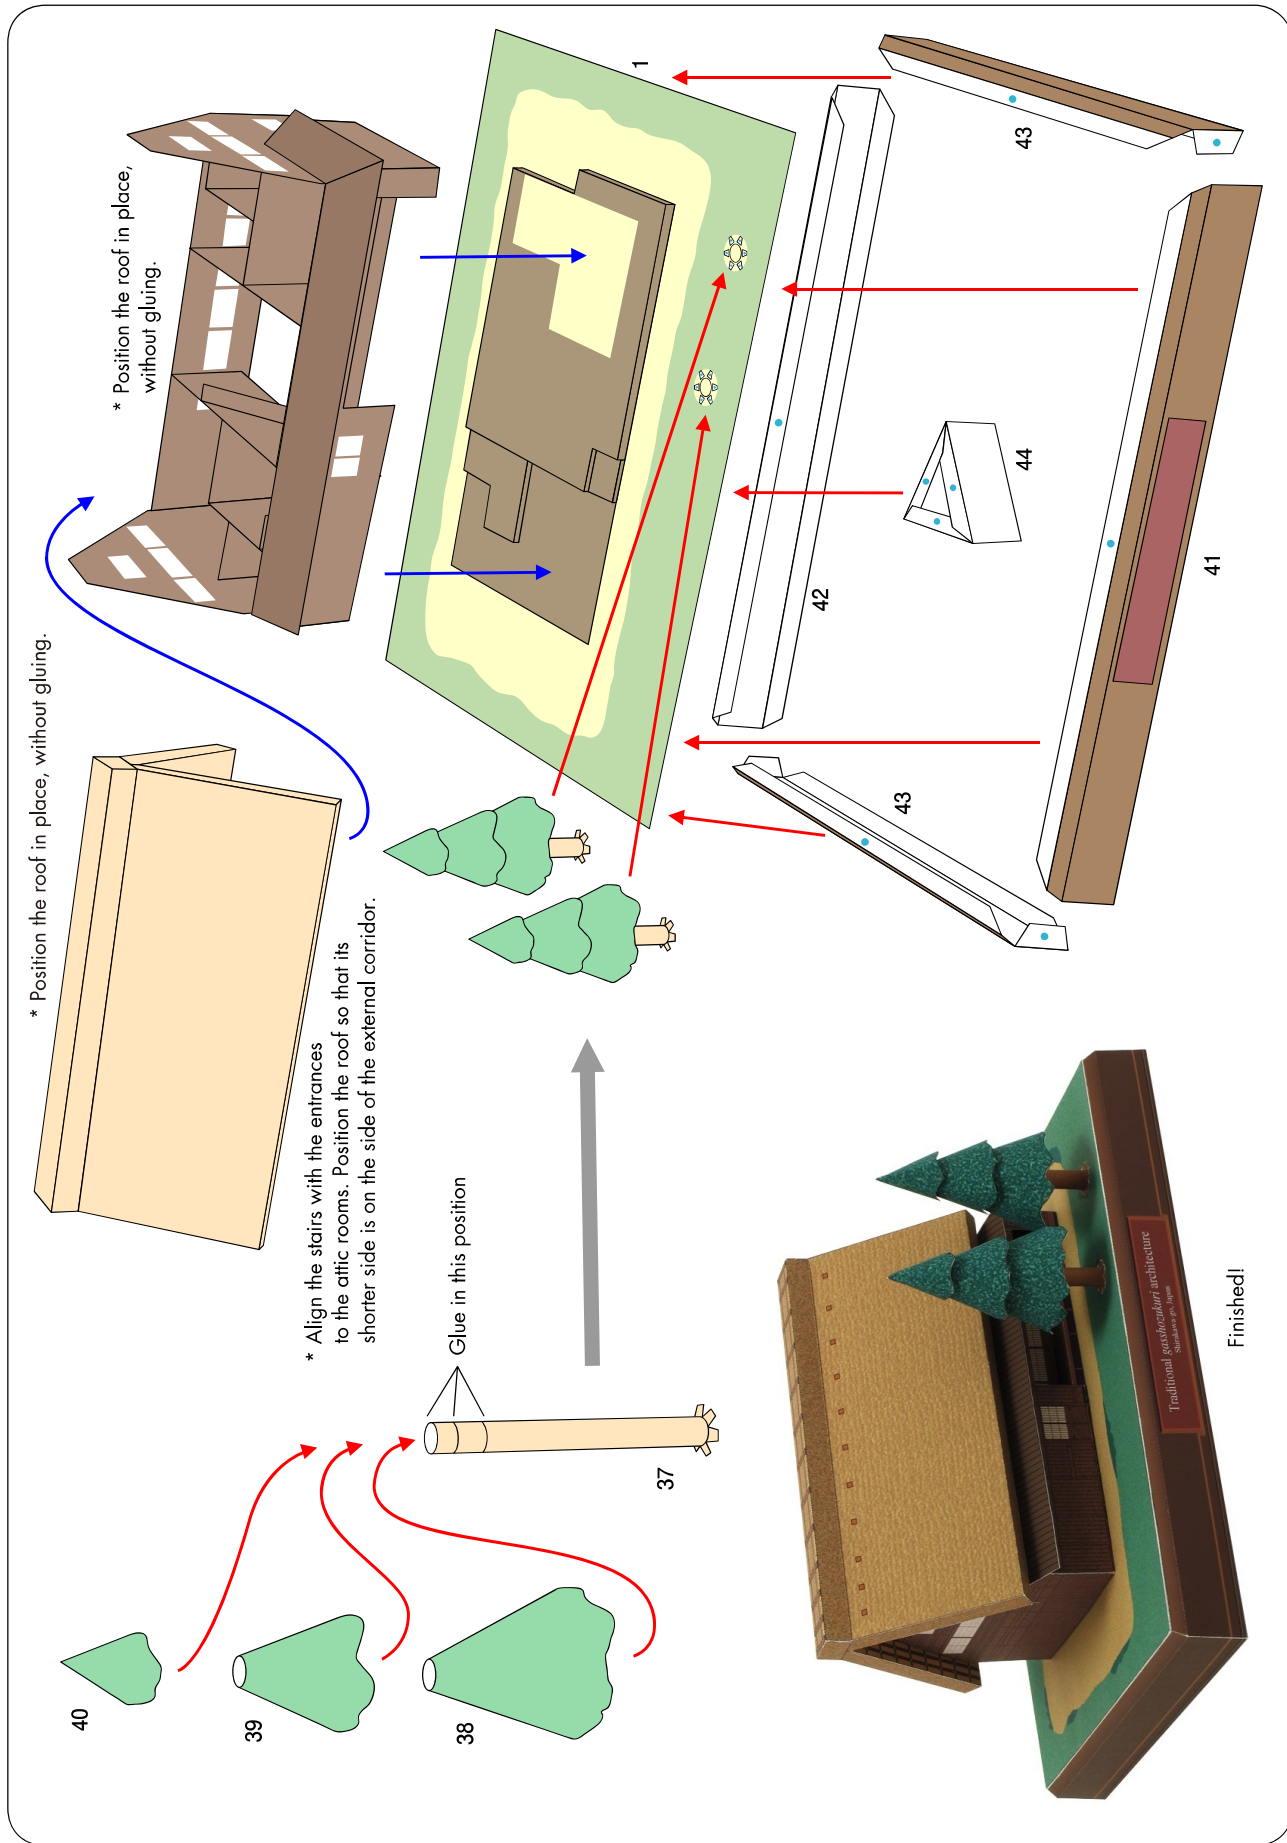 40
39
38
37
Glue in this position
* Position the roof in place, without gluing.
* Align the stairs with the entrances
to the attic rooms. Position the roof so that its
shorter side is on the side of the external corridor.
* Position the roof in place,
without gluing.
1
42
43
43
44
41
Traditional gasshozukuri architecture
Shirakawa-go, Japan
Finished!